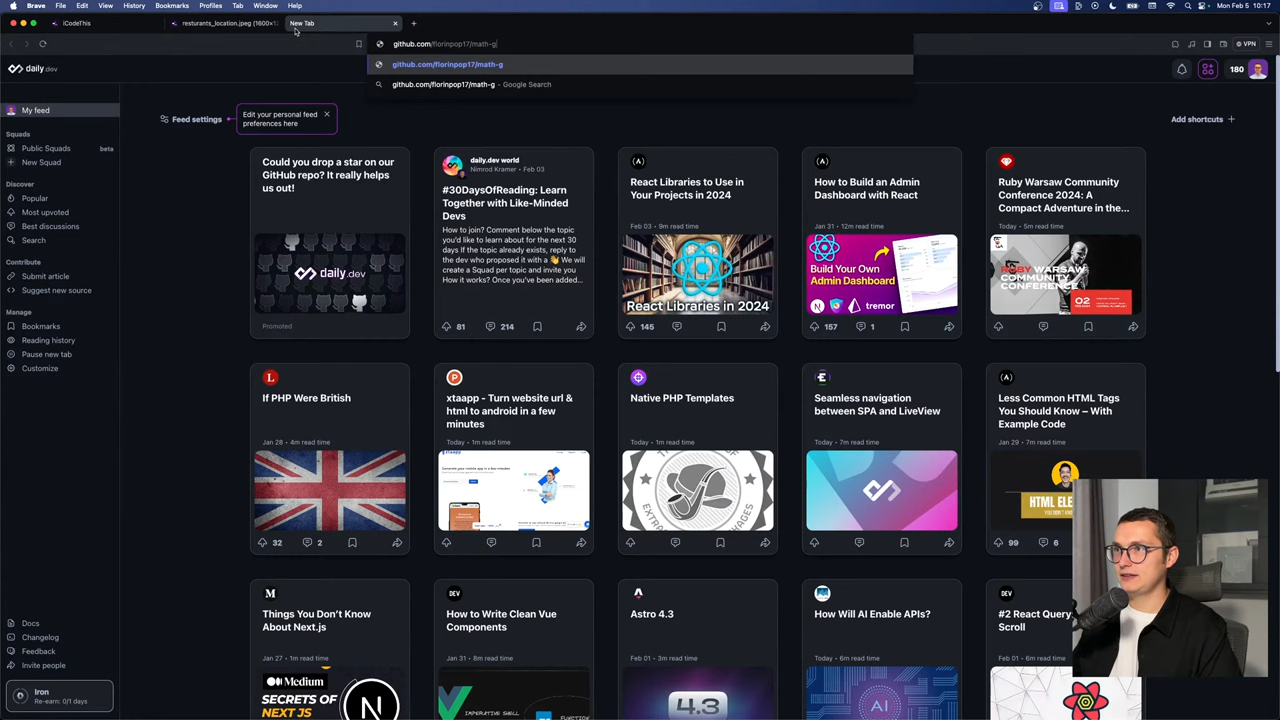 Brave File Edit View History Bookmarks Profiles Tab Window Help
Mon Feb 5 10:17
iCodeThis
resturants_location.jpeg (1600×1
New Tab
github.com/florinpop17/math-g
VPN
github.com/florinpop17/math-g
github.com/florinpop17/math-g - Google Search
daily.dev
180
My feed
Squads
Public Squads beta
New Squad
Discover
Popular
Most upvoted
Best discussions
Search
Contribute
Submit article
Suggest new source
Manage
Bookmarks
Reading history
Pause new tab
Customize
Docs
Changelog
Feedback
Invite people
Iron
Re-earn: 0/1 days
Feed settings
Edit your personal feed
preferences here
Add shortcuts
Could you drop a star on our
GitHub repo? It really helps
us out!
daily.dev
Promoted
daily.dev world
Nimrod Kramer • Feb 03
#30DaysOfReading: Learn
Together with Like-Minded
Devs
How to join? Comment below the topic
you'd like to learn about for the next 30
days If the topic already exists, reply
to the dev who proposed it with a 👋 We will
create a Squad per topic and invite you
How it works? Once you've been added...
81 214
React Libraries to Use in
Your Projects in 2024
Feb 03 • 9m read time
React Libraries in 2024
145
How to Build an Admin
Dashboard with React
Jan 31 • 12m read time
Build Your Own
Admin Dashboard
tremor
157 1
Ruby Warsaw Community
Conference 2024: A
Compact Adventure in the...
Today • 5m read time
RUBY WARSAW
COMMUNITY
CONFERENCE
02
If PHP Were British
Jan 28 • 4m read time
32 2
xtaapp - Turn website url &
html to android in a few
minutes
Today • 1m read time
Native PHP Templates
Today • 1m read time
Seamless navigation
between SPA and LiveView
Today • 7m read time
Less Common HTML Tags
You Should Know – With
Example Code
Jan 29 • 7m read time
HTML ELE
99 6
Things You Don't Know
About Next.js
Jan 27 • 1m read time
Medium
SECRETS OF
NEXT JS
DEV
How to Write Clean Vue
Components
Jan 31 • 8m read time
IMPERATIVE SHELL
FUNCTION
Astro 4.3
Feb 01 • 3m read time
4.3
How Will AI Enable APIs?
Today • 6m read time
AI
DEV
#2 React Query
Scroll
Feb 01 • 6m read